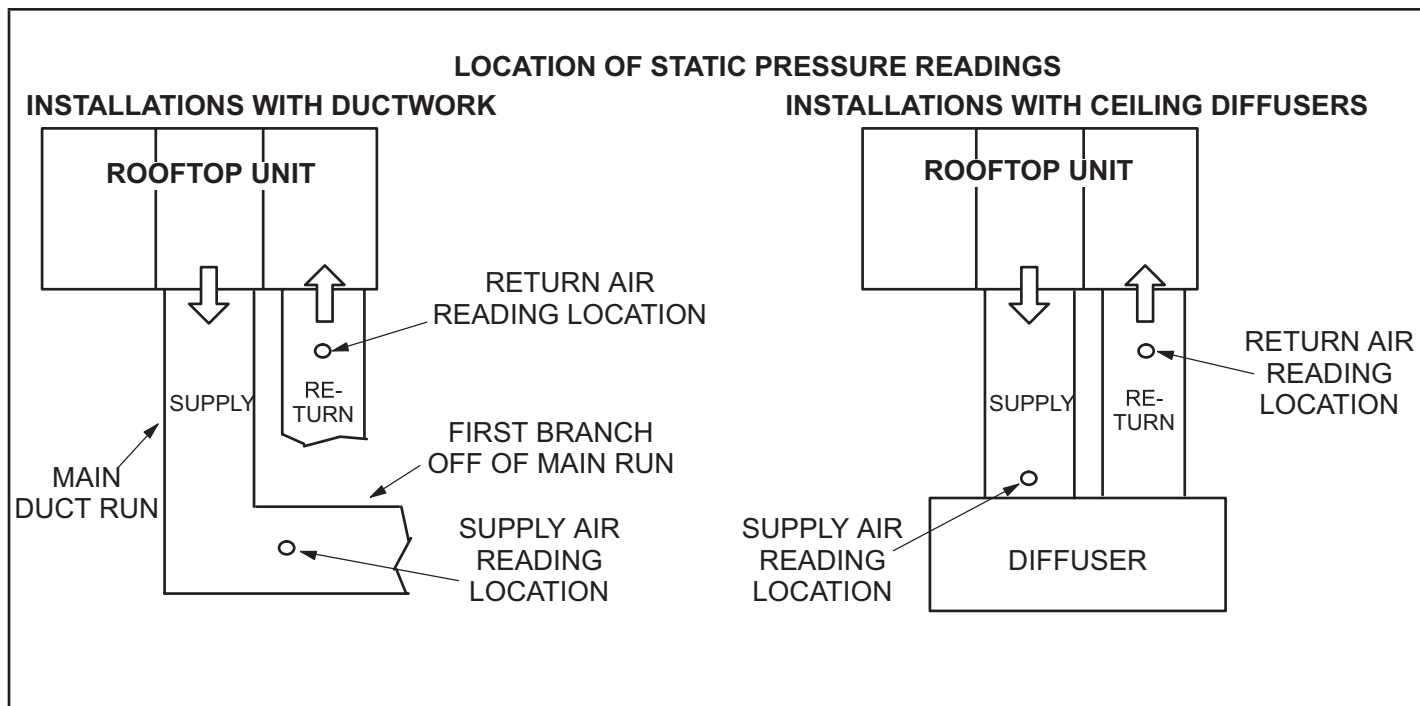 LOCATION OF STATIC PRESSURE READINGS
INSTALLATIONS WITH DUCTWORK
ROOFTOP UNIT
RETURN AIR
READING LOCATION
SUPPLY
RE-
TURN
FIRST BRANCH
OFF OF MAIN RUN
MAIN
DUCT RUN
SUPPLY AIR
READING
LOCATION
INSTALLATIONS WITH CEILING DIFFUSERS
ROOFTOP UNIT
RETURN AIR
READING
LOCATION
SUPPLY
RE-
TURN
SUPPLY AIR
READING
LOCATION
DIFFUSER